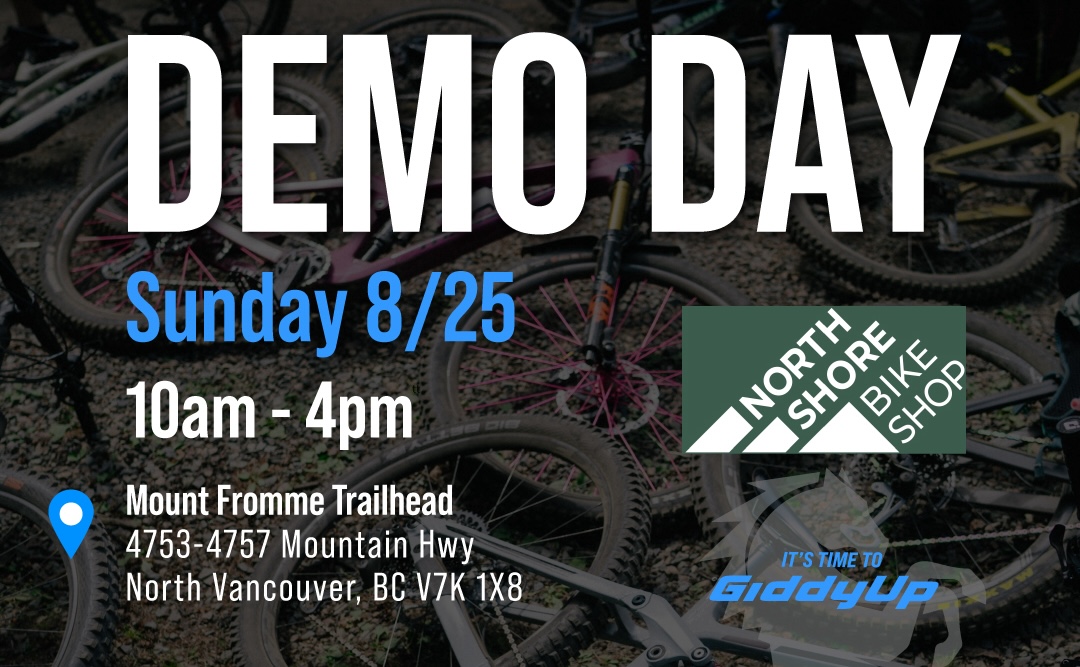 DEMO DAY
Sunday 8/25
10am - 4pm
Mount Fromme Trailhead
4753-4757 Mountain Hwy
North Vancouver, BC V7K 1X8
NORTH
SHORE
BIKE
SHOP
IT'S TIME TO
GiddyUp